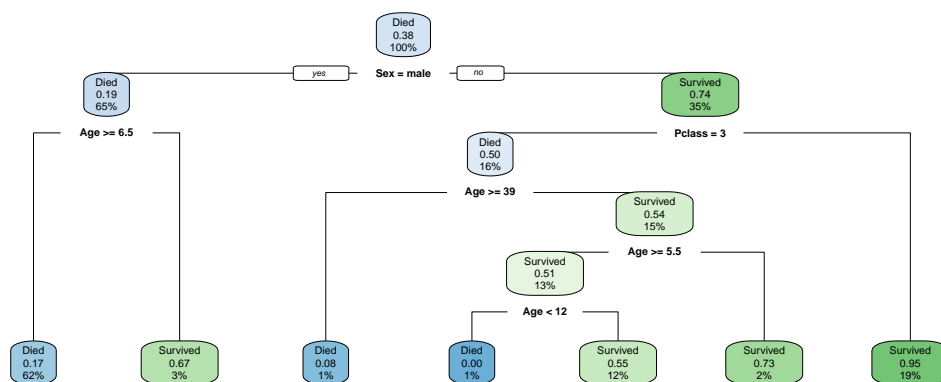 Died
0.38
100%
yes
Sex = male
no
Died
0.19
65%
Survived
0.74
35%
Age >= 6.5
Pclass = 3
Died
0.50
16%
Age >= 39
Survived
0.54
15%
Age >= 5.5
Survived
0.51
13%
Age < 12
Died
0.17
62%
Survived
0.67
3%
Died
0.08
1%
Died
0.00
1%
Survived
0.55
12%
Survived
0.73
2%
Survived
0.95
19%